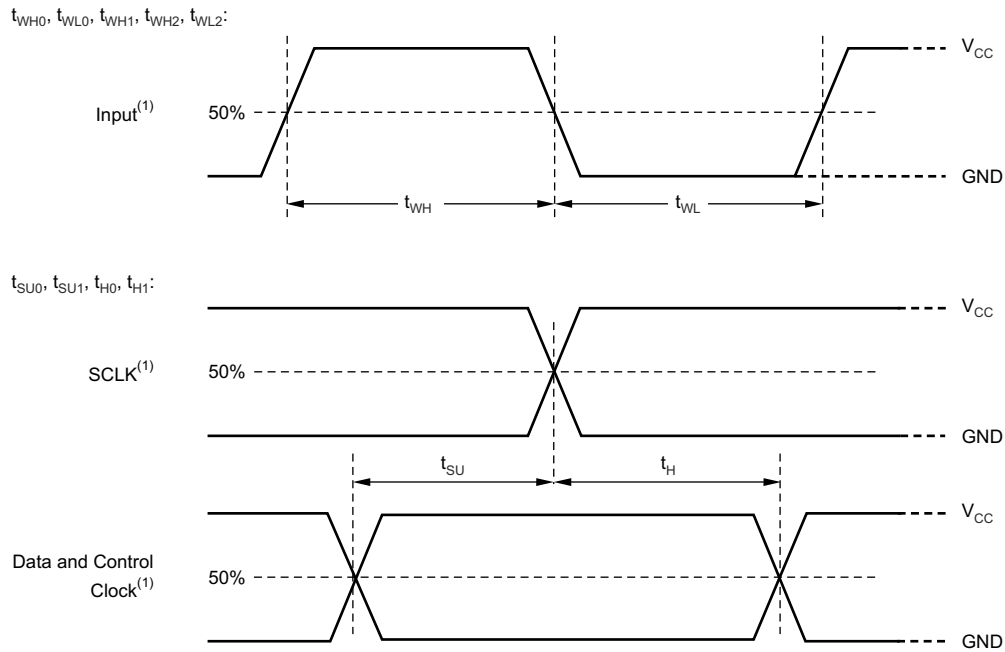 tWH0, tWL0, tWH1, tWH2, tWL2:
VCC
Input(1)
50%
GND
tWH
tWL
tSU0, tSU1, tH0, tH1:
VCC
SCLK(1)
50%
GND
tSU
tH
VCC
Data and Control
Clock(1)
50%
GND